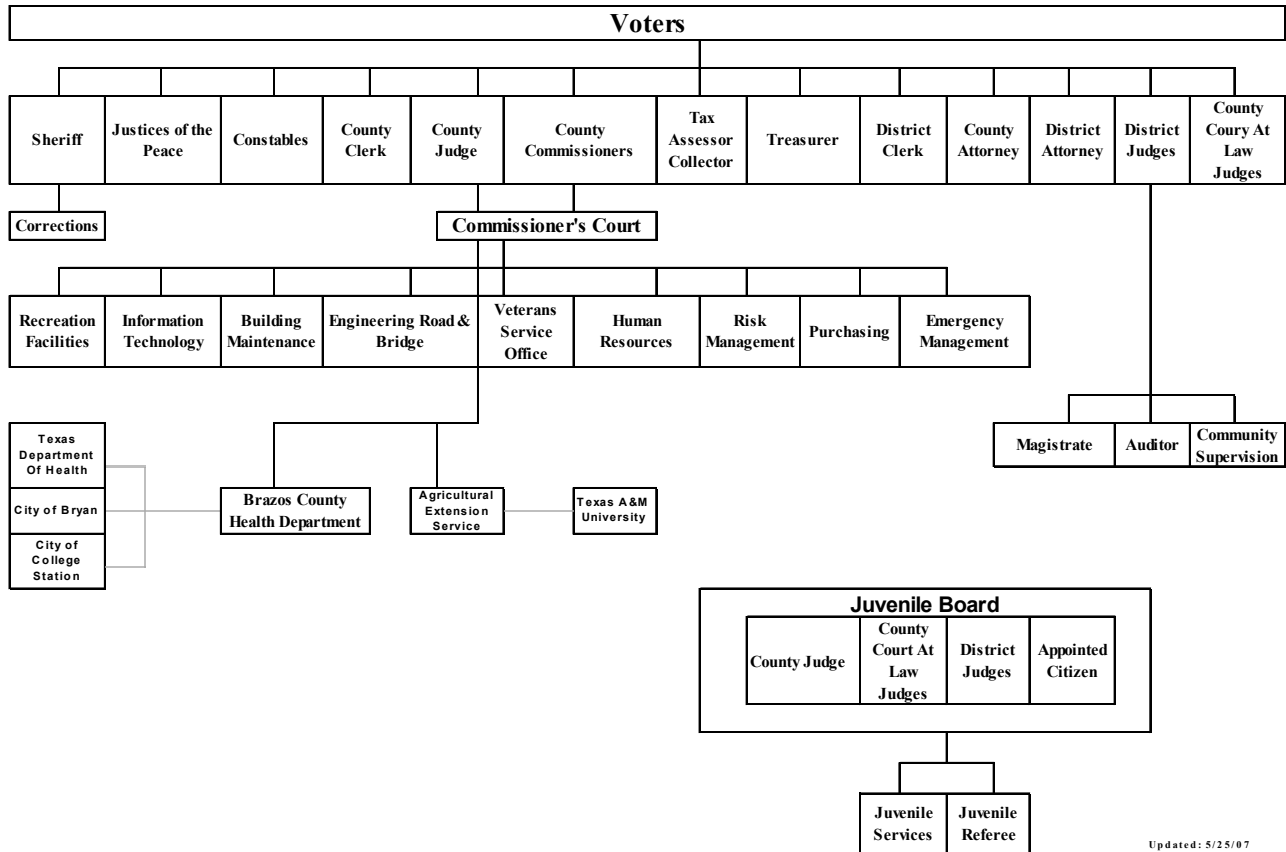 Voters
Sheriff
Justices of the
Peace
Constables
County
Clerk
County
Judge
County
Commissioners
Tax
Assessor
Collector
Treasurer
District
Clerk
County
Attorney
District
Attorney
District
Judges
County
Coury At
Law
Judges
Corrections
Commissioner's Court
Recreation
Facilities
Information
Technology
Building
Maintenance
Engineering Road &
Bridge
Veterans
Service
Office
Human
Resources
Risk
Management
Purchasing
Emergency
Management
Texas
Department
Of Health
City of Bryan
City of
College
Station
Brazos County
Health Department
Agricultural
Extension
Service
Texas A&M
University
Magistrate
Auditor
Community
Supervision
Juvenile Board
County Judge
County
Court At
Law
Judges
District
Judges
Appointed
Citizen
Juvenile
Services
Juvenile
Referee
Updated: 5/25/07